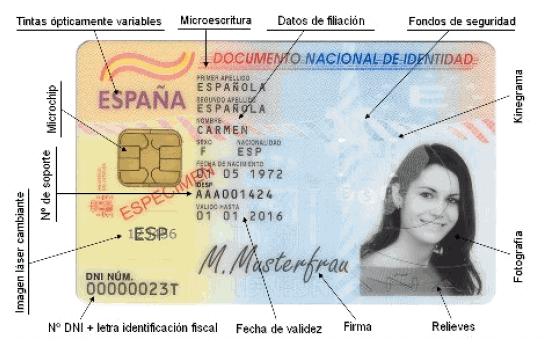 Tintas ópticamente variables
Microescritura
Datos de filiación
Fondos de seguridad
DOCUMENTO NACIONAL DE IDENTIDAD
ESPAÑA
PRIMER APELLIDO
ESPAÑOLA
SEGUNDO APELLIDO
ESPAÑOLA
NOMBRE
CARMEN
SEXO NACIONALIDAD
F ESP
FECHA DE NACIMIENTO
01 05 1972
IDESP
AAA001424
VALIDO HASTA
01 01 2016
ESPECIMEN
ESP
M. Musterfrau
DNI NÚM.
00000023T
Microchip
Nº de soporte
Imagen láser cambiante
Kinegrama
Fotografía
Nº DNI + letra identificación fiscal
Fecha de validez
Firma
Relieves